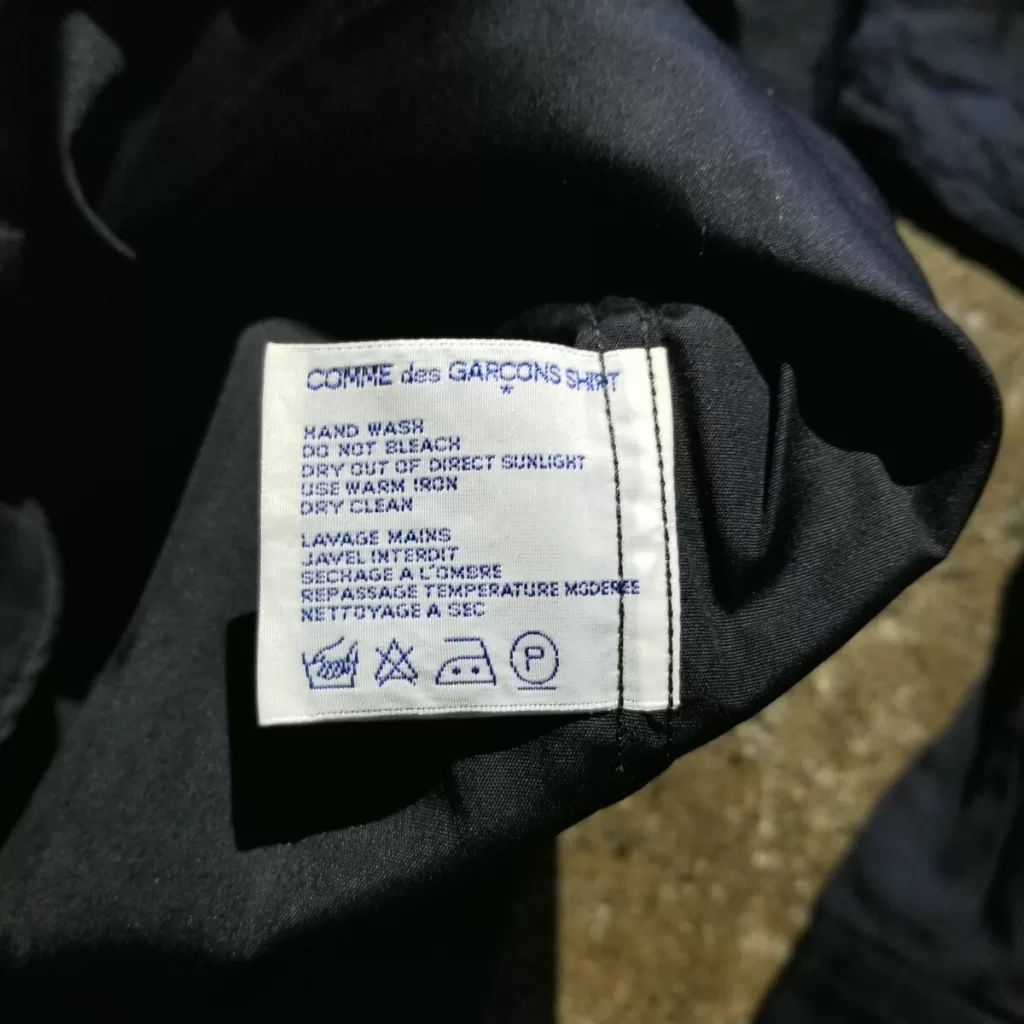 COMME des GARÇONS SHIRT
HAND WASH
DO NOT BLEACH
DRY OUT OF DIRECT SUNLIGHT
USE WARM IRON
DRY CLEAN
LAVAGE MAINS
JAVEL INTERDIT
SECHAGE A L'OMBRE
REPASSAGE TEMPERATURE MODEREE
NETTOYAGE A SEC
P